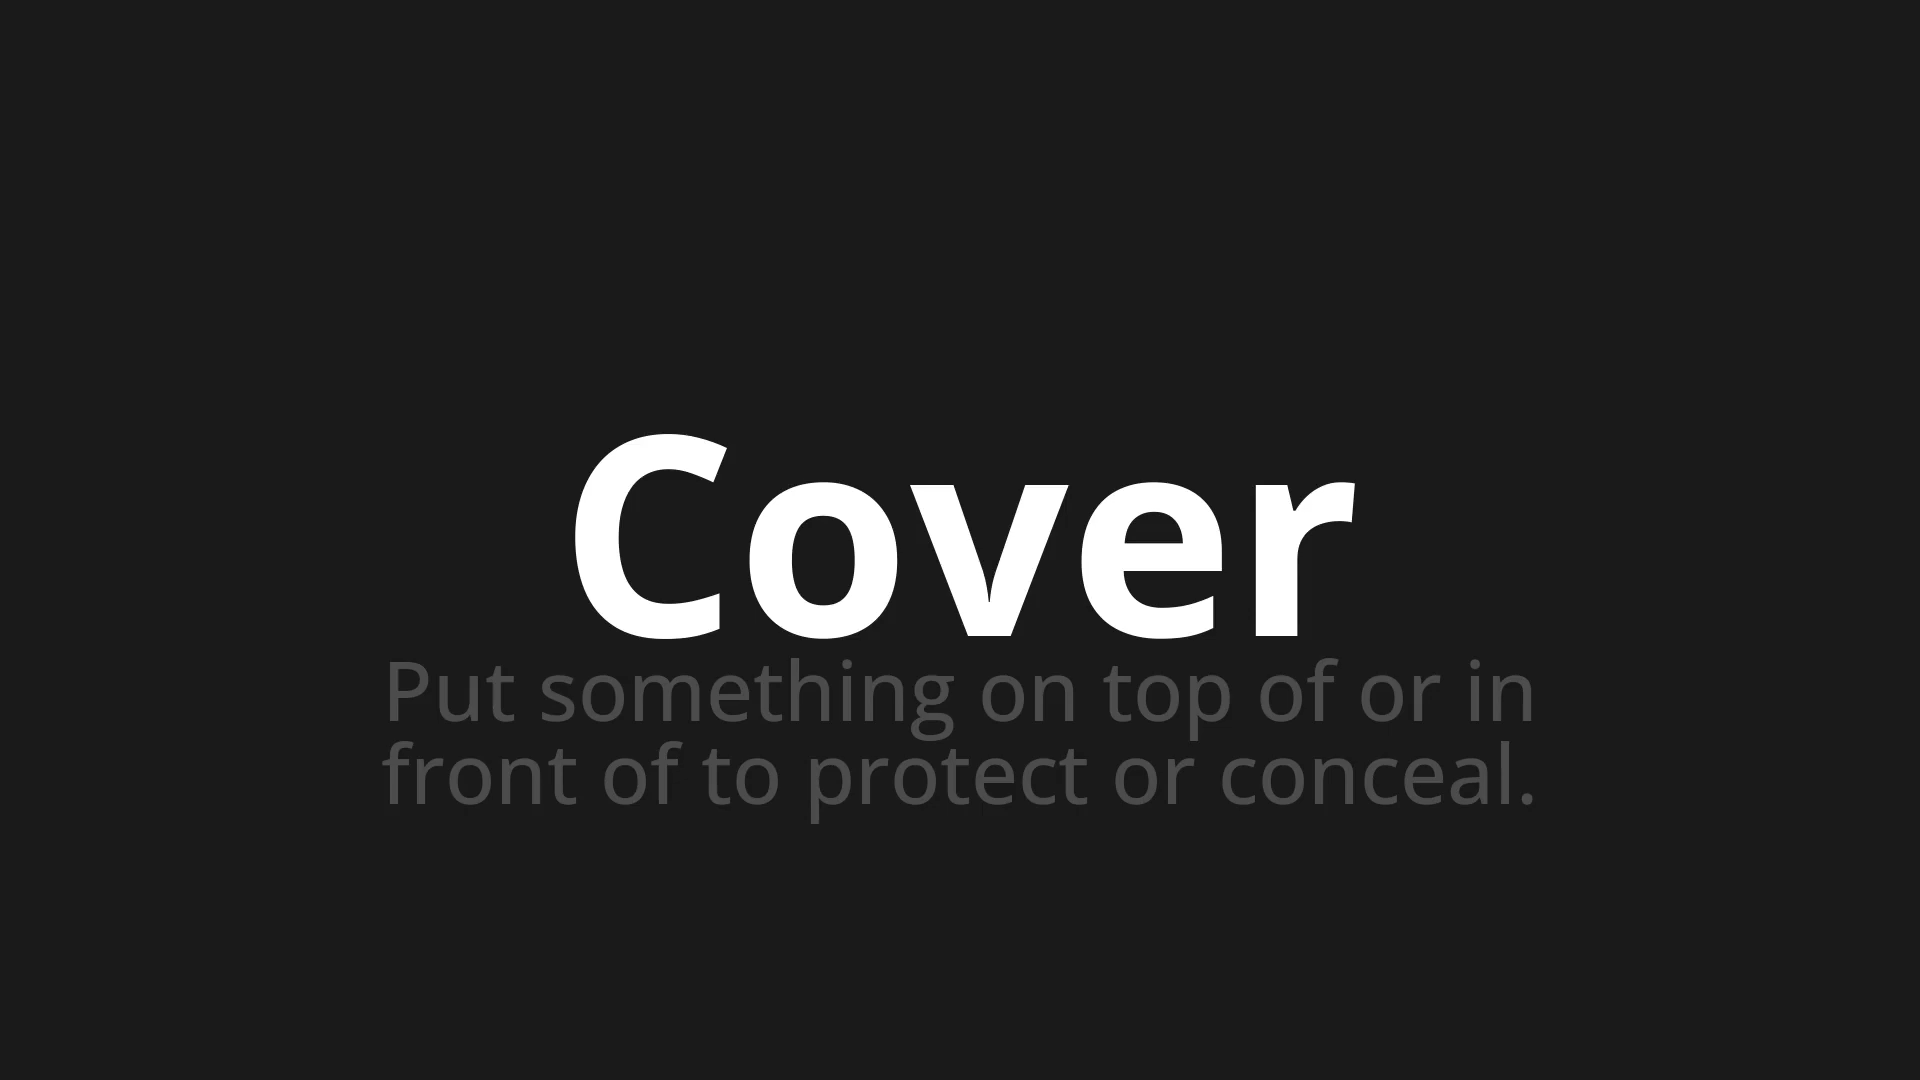 Cover
Put something on top of or in
front of to protect or conceal.